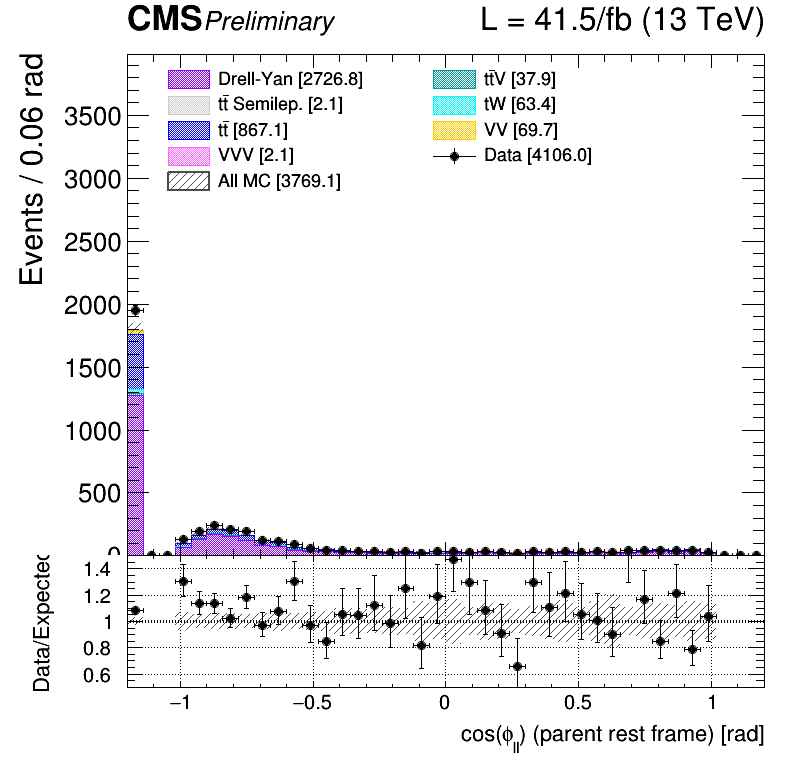 CMS Preliminary L = 41.5/fb (13 TeV)
Events / 0.06 rad
Drell-Yan [2726.8]
tt̄ Semilep. [2.1]
tt̄ [867.1]
VVV [2.1]
All MC [3769.1]
tt̄V [37.9]
tW [63.4]
VV [69.7]
Data [4106.0]
3500
3000
2500
2000
1500
1000
500
0
Data/Expected
1.4
1.2
1
0.8
0.6
−1 −0.5 0 0.5 1
cos(ϕ_ll) (parent rest frame) [rad]